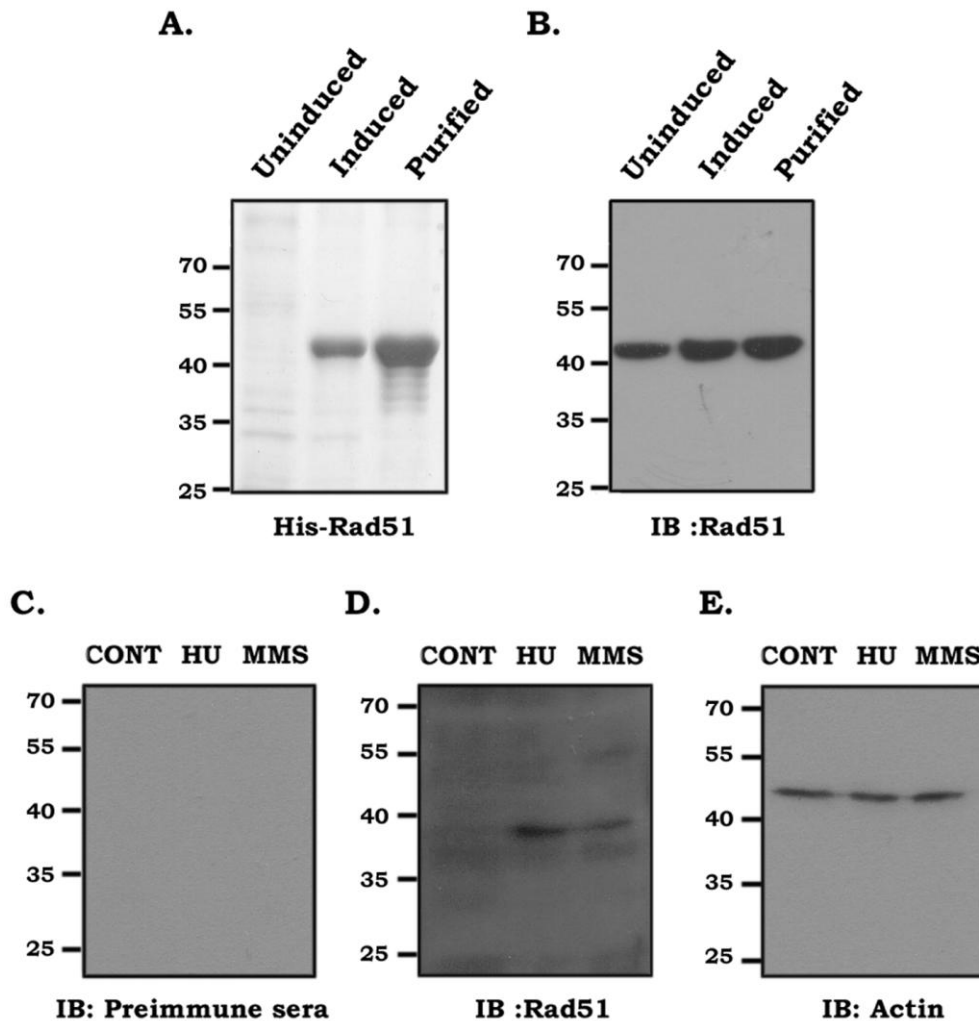 A.
Uninduced Induced Purified
70
55
40
35
25
His-Rad51
B.
Uninduced Induced Purified
70
55
40
35
25
IB :Rad51
C.
CONT HU MMS
70
55
40
35
25
IB: Preimmune sera
D.
CONT HU MMS
70
55
40
35
25
IB :Rad51
E.
CONT HU MMS
70
55
40
35
25
IB: Actin